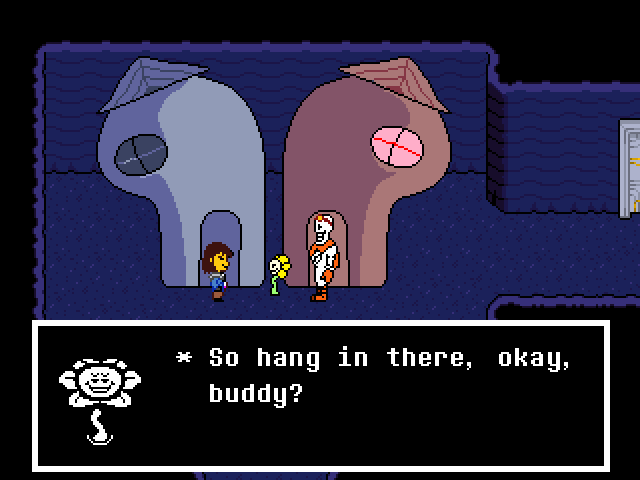 * So hang in there, okay,
buddy?